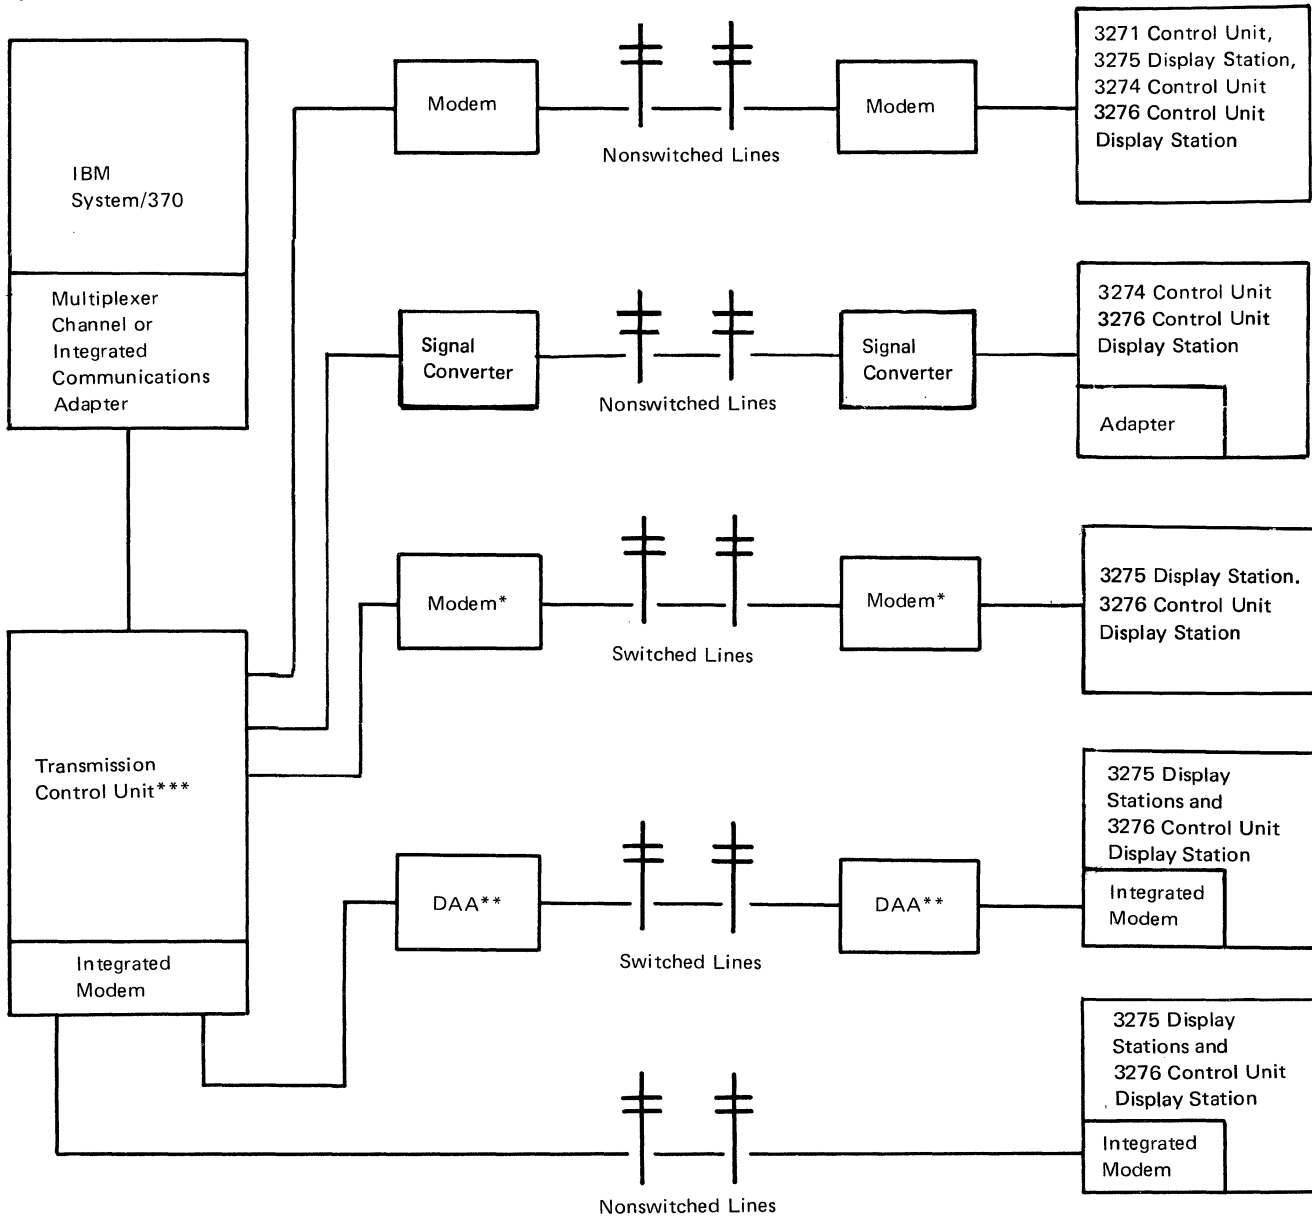 IBM
System/370
Multiplexer
Channel or
Integrated
Communications
Adapter
Transmission
Control Unit***
Integrated
Modem
Modem
Nonswitched Lines
Modem
3271 Control Unit,
3275 Display Station,
3274 Control Unit
3276 Control Unit
Display Station
Signal
Converter
Nonswitched Lines
Signal
Converter
3274 Control Unit
3276 Control Unit
Display Station
Adapter
Modem*
Switched Lines
Modem*
3275 Display Station.
3276 Control Unit
Display Station
DAA**
Switched Lines
DAA**
3275 Display
Stations and
3276 Control Unit
Display Station
Integrated
Modem
Nonswitched Lines
3275 Display
Stations and
3276 Control Unit
Display Station
Integrated
Modem